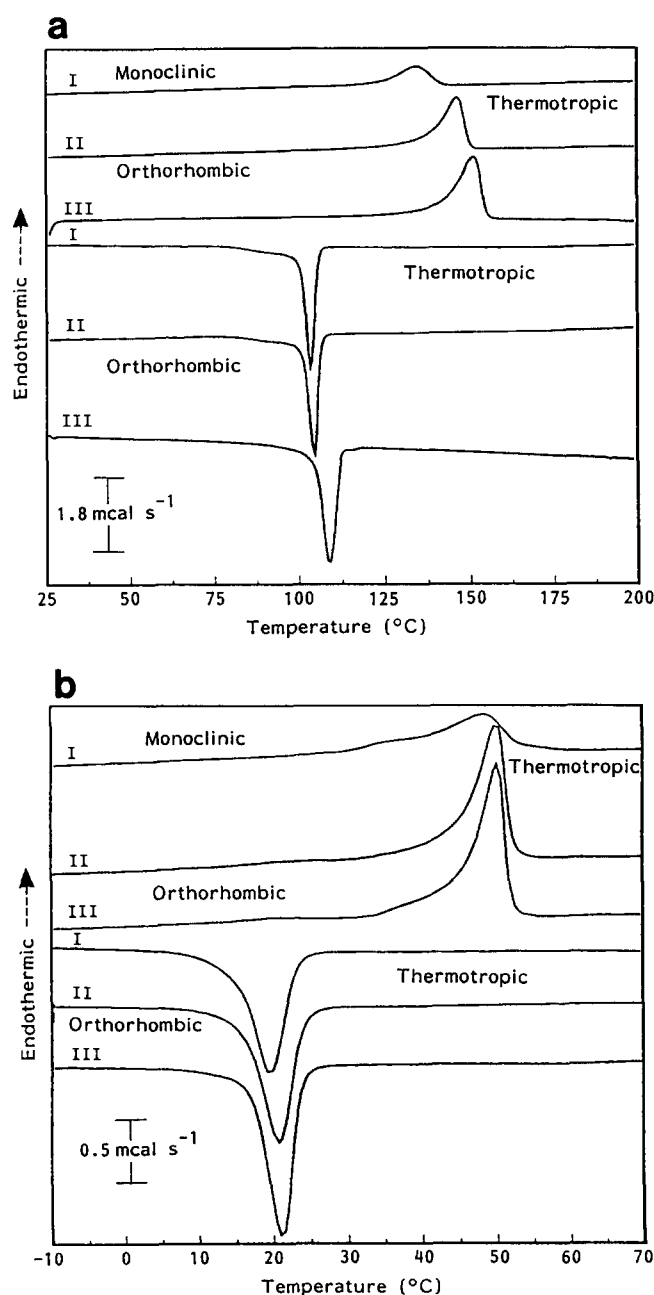 a
I Monoclinic
Thermotropic
II
Orthorhombic
III
I
Thermotropic
II
Orthorhombic
III
1.8 mcal s⁻¹
Endothermic ---->
25 50 75 100 125 150 175 200
Temperature (°C)
b
I Monoclinic
Thermotropic
II
Orthorhombic
III
I
Thermotropic
II
Orthorhombic
III
0.5 mcal s⁻¹
Endothermic ---->
-10 0 10 20 30 40 50 60 70
Temperature (°C)